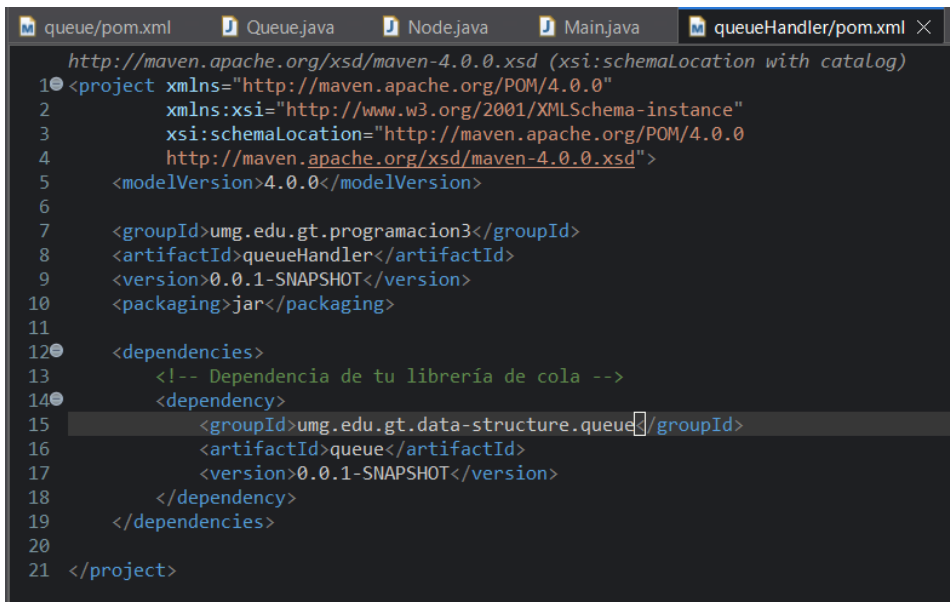 queue/pom.xml Queue.java Node.java Main.java queueHandler/pom.xml
http://maven.apache.org/xsd/maven-4.0.0.xsd (xsi:schemaLocation with catalog)
1 <project xmlns="http://maven.apache.org/POM/4.0.0"
2 xmlns:xsi="http://www.w3.org/2001/XMLSchema-instance"
3 xsi:schemaLocation="http://maven.apache.org/POM/4.0.0
4 http://maven.apache.org/xsd/maven-4.0.0.xsd">
5 <modelVersion>4.0.0</modelVersion>
6
7 <groupId>umg.edu.gt.programacion3</groupId>
8 <artifactId>queueHandler</artifactId>
9 <version>0.0.1-SNAPSHOT</version>
10 <packaging>jar</packaging>
11
12 <dependencies>
13 <!-- Dependencia de tu librería de cola -->
14 <dependency>
15 <groupId>umg.edu.gt.data-structure.queue</groupId>
16 <artifactId>queue</artifactId>
17 <version>0.0.1-SNAPSHOT</version>
18 </dependency>
19 </dependencies>
20
21 </project>